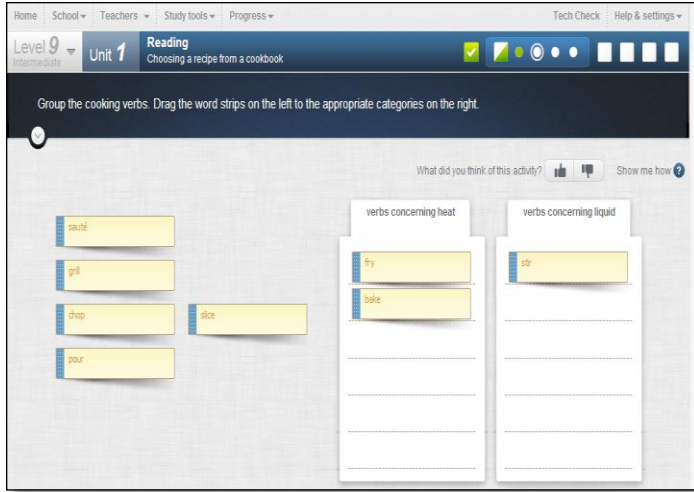 Home School Teachers Study tools Progress Tech Check Help & settings
Level 9 Unit 1 Reading
Intermediate Choosing a recipe from a cookbook
Group the cooking verbs. Drag the word strips on the left to the appropriate categories on the right.
What did you think of this activity? Show me how ?
verbs concerning heat verbs concerning liquid
sauté
fry stir
grill
bake
chop slice
pour